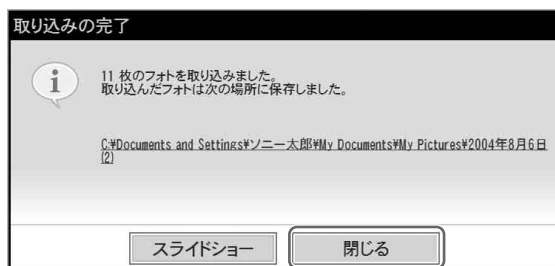 取り込みの完了
11 枚のフォトを取り込みました。
取り込んだフォトは次の場所に保存しました。
C:¥Documents and Settings¥ソニー太郎¥My Documents¥My Pictures¥2004年8月6日
(2)
スライドショー
閉じる